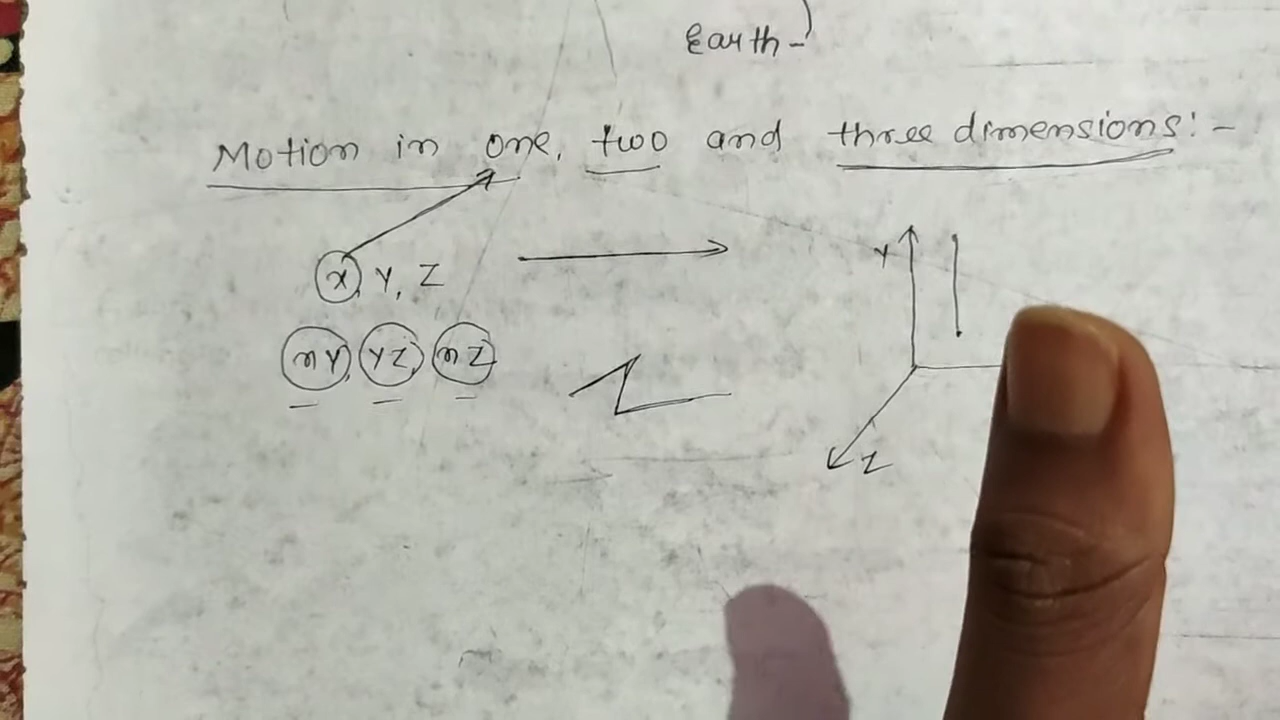 Earth -
Motion in one, two and three dimensions: -
x, Y, Z
xY, YZ, xZ
Y
Z